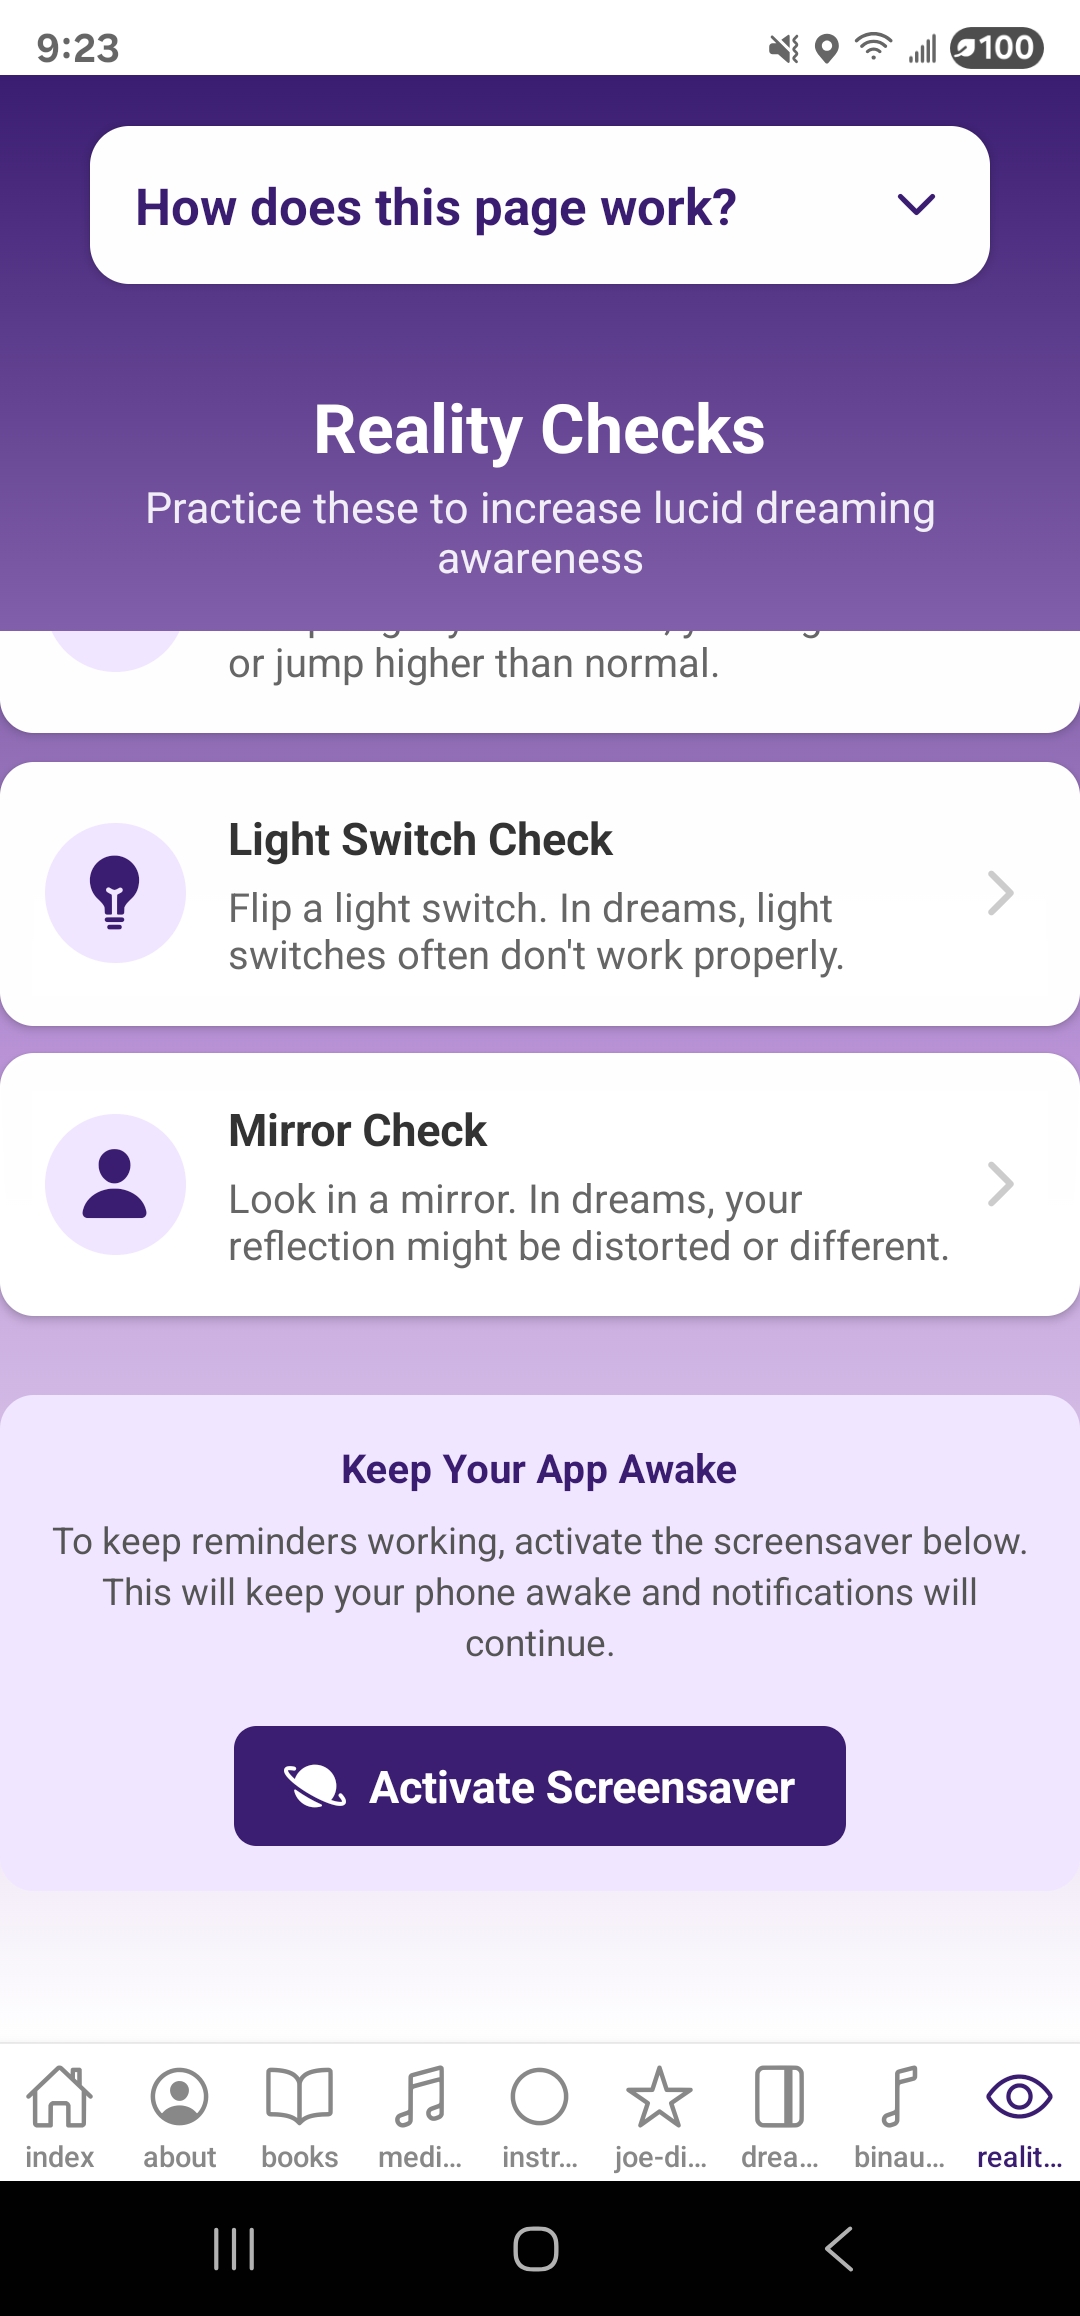 9:23
100
How does this page work?
Reality Checks
Practice these to increase lucid dreaming
awareness
or jump higher than normal.
Light Switch Check
Flip a light switch. In dreams, light
switches often don't work properly.
Mirror Check
Look in a mirror. In dreams, your
reflection might be distorted or different.
Keep Your App Awake
To keep reminders working, activate the screensaver below.
This will keep your phone awake and notifications will
continue.
Activate Screensaver
index about books medi... instr... joe-di... drea... binau... realit...